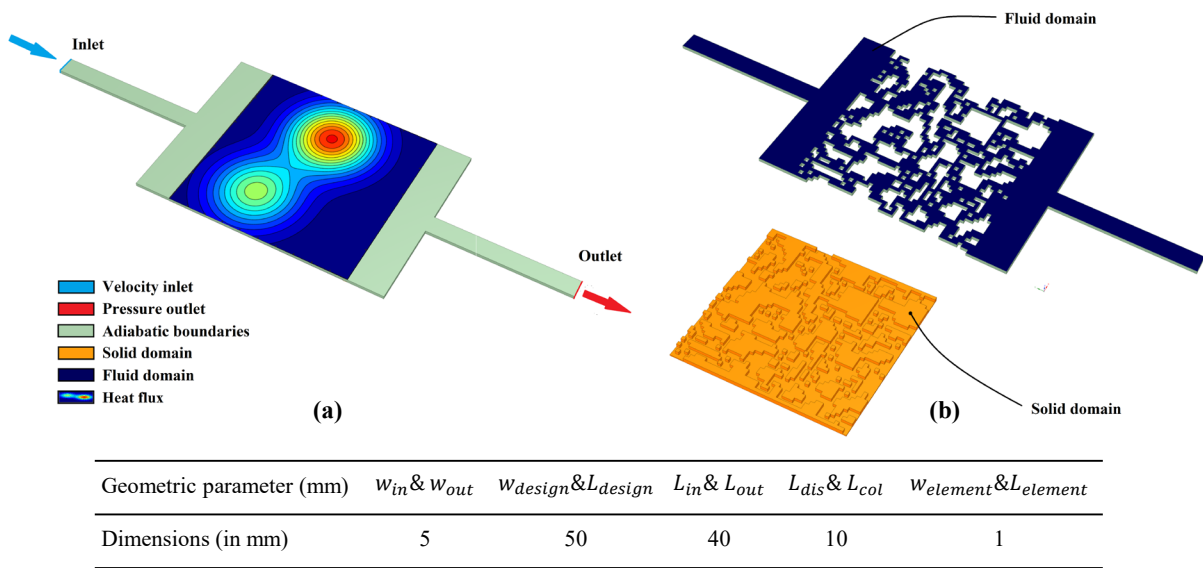 Inlet
Outlet
Velocity inlet
Pressure outlet
Adiabatic boundaries
Solid domain
Fluid domain
Heat flux
(a)
Fluid domain
Solid domain
(b)
Geometric parameter (mm) w_in& w_out w_design&L_design L_in& L_out L_dis& L_col w_element&L_element
Dimensions (in mm) 5 50 40 10 1